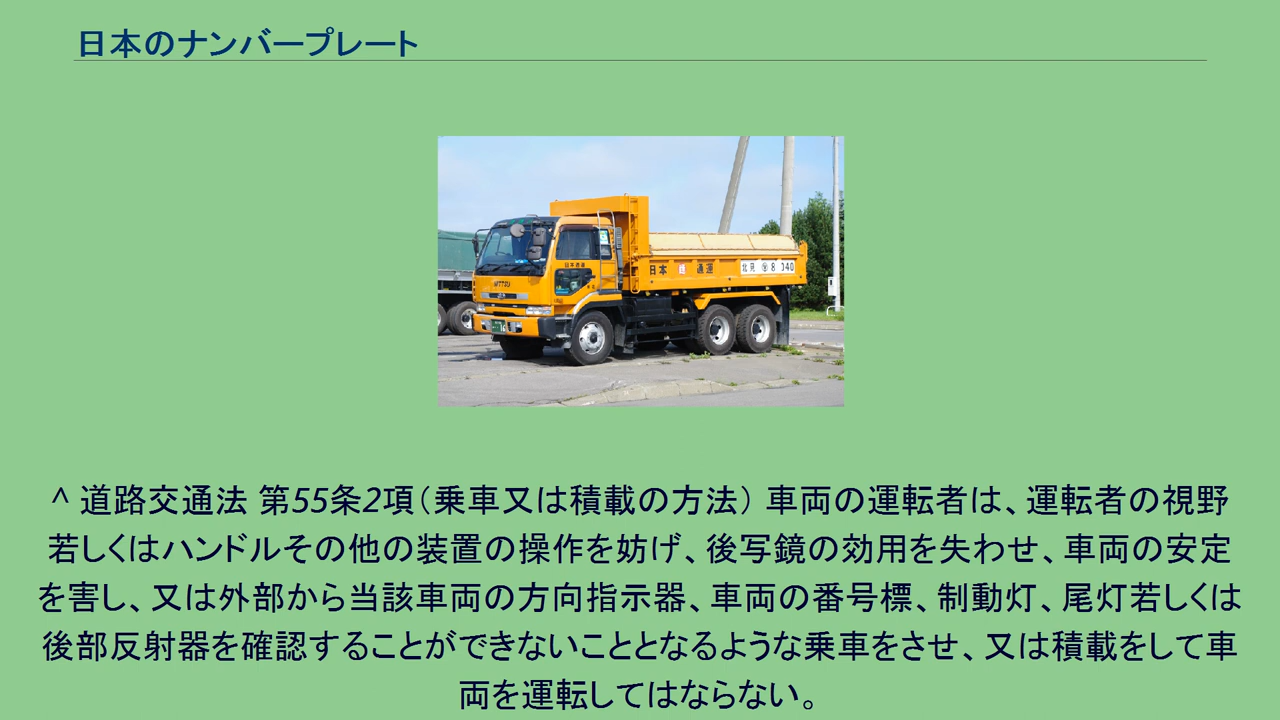 日本のナンバープレート
日本 通運
^ 道路交通法 第55条2項（乗車又は積載の方法） 車両の運転者は、運転者の視野
若しくはハンドルその他の装置の操作を妨げ、後写鏡の効用を失わせ、車両の安定
を害し、又は外部から当該車両の方向指示器、車両の番号標、制動灯、尾灯若しくは
後部反射器を確認することができないこととなるような乗車をさせ、又は積載をして車
両を運転してはならない。